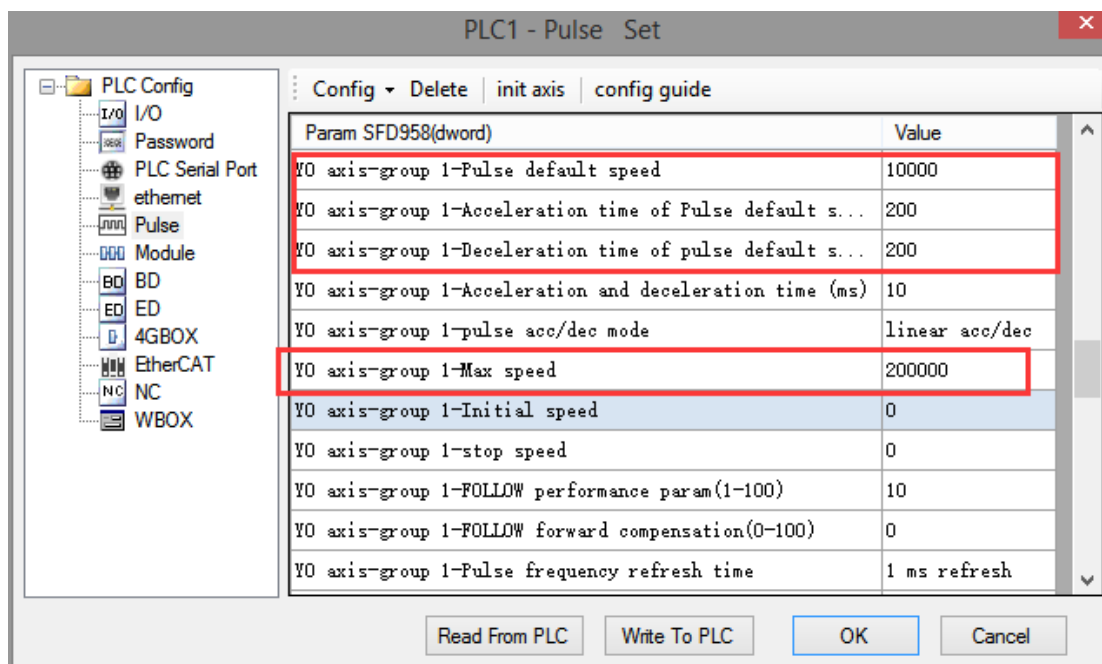 PLC1 - Pulse Set
PLC Config
I/O I/O
Password
PLC Serial Port
ethernet
Pulse
Module
BD BD
ED ED
4GBOX
EtherCAT
NC NC
WBOX
Config Delete init axis config guide
Param SFD958(dword) Value
Y0 axis-group 1-Pulse default speed 10000
Y0 axis-group 1-Acceleration time of Pulse default s... 200
Y0 axis-group 1-Deceleration time of pulse default s... 200
Y0 axis-group 1-Acceleration and deceleration time (ms) 10
Y0 axis-group 1-pulse acc/dec mode linear acc/dec
Y0 axis-group 1-Max speed 200000
Y0 axis-group 1-Initial speed 0
Y0 axis-group 1-stop speed 0
Y0 axis-group 1-FOLLOW performance param(1-100) 10
Y0 axis-group 1-FOLLOW forward compensation(0-100) 0
Y0 axis-group 1-Pulse frequency refresh time 1 ms refresh
Read From PLC Write To PLC OK Cancel